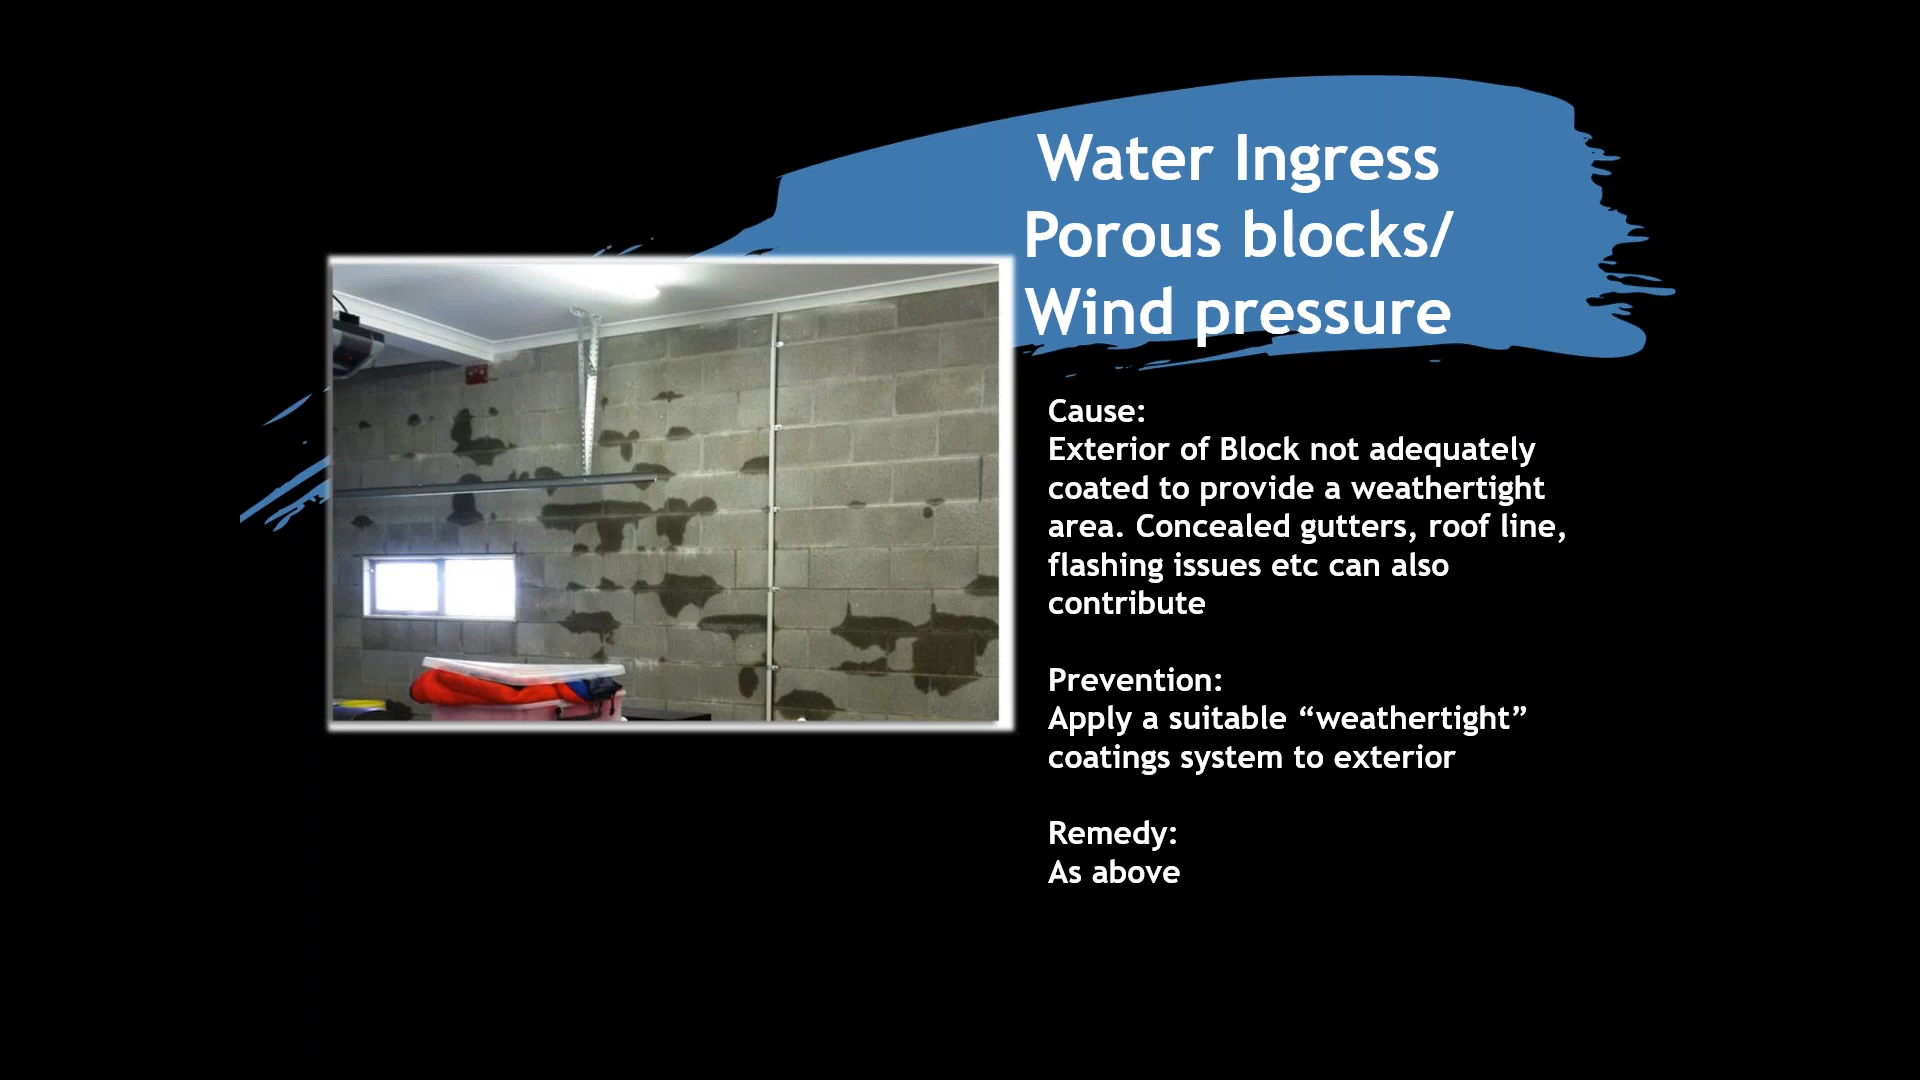 Water Ingress
Porous blocks/
Wind pressure
Cause:
Exterior of Block not adequately
coated to provide a weathertight
area. Concealed gutters, roof line,
flashing issues etc can also
contribute
Prevention:
Apply a suitable “weathertight”
coatings system to exterior
Remedy:
As above